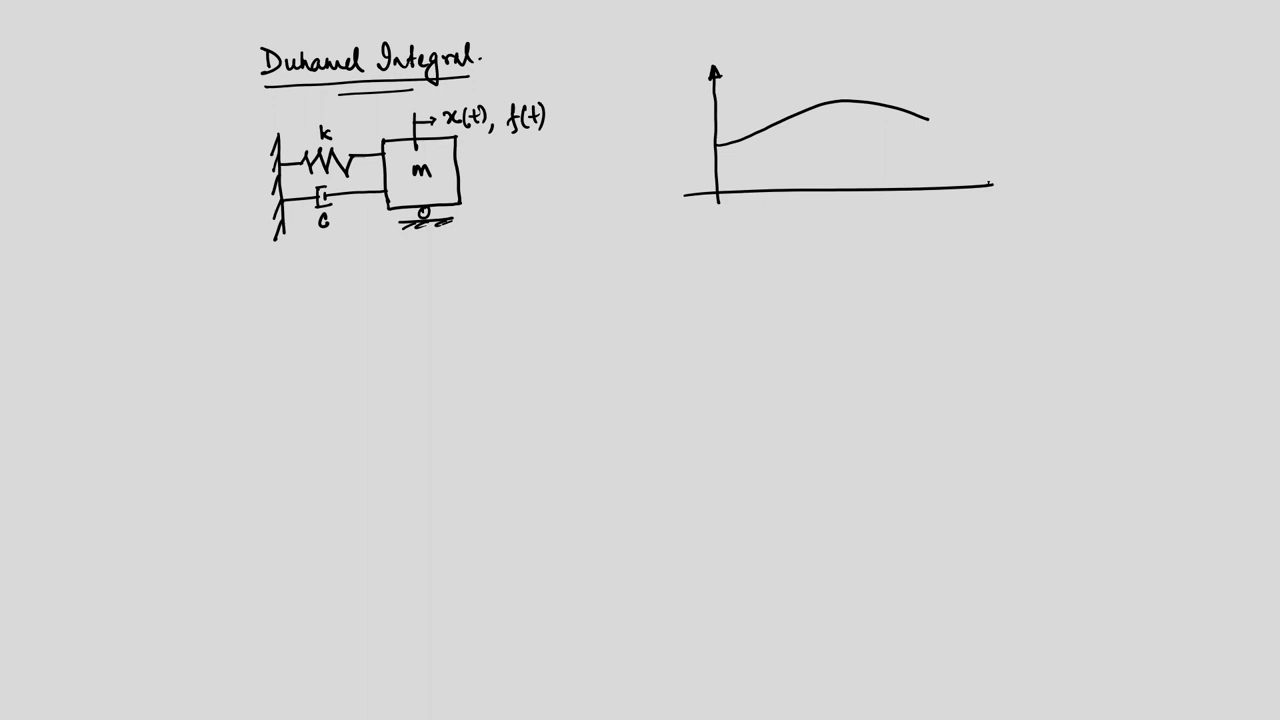 Duhamel Integral.
x(t), f(t)
k
m
c